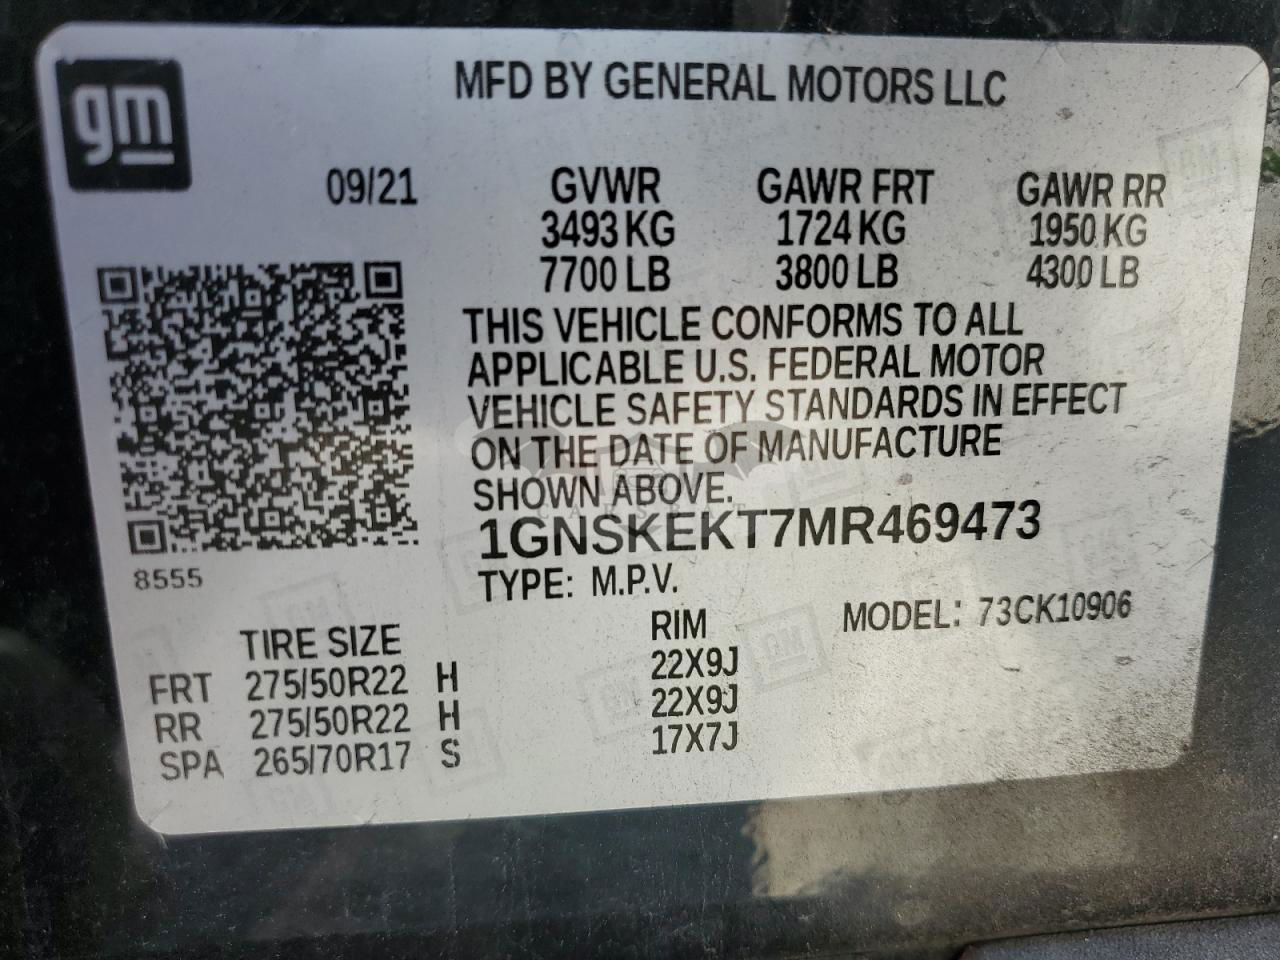 gm
MFD BY GENERAL MOTORS LLC
09/21 GVWR GAWR FRT GAWR RR
3493 KG 1724 KG 1950 KG
7700 LB 3800 LB 4300 LB
THIS VEHICLE CONFORMS TO ALL
APPLICABLE U.S. FEDERAL MOTOR
VEHICLE SAFETY STANDARDS IN EFFECT
ON THE DATE OF MANUFACTURE
SHOWN ABOVE.
1GNSKEKT7MR469473
8555
TYPE: M.P.V.
MODEL: 73CK10906
TIRE SIZE RIM
FRT 275/50R22 H 22X9J
RR 275/50R22 H 22X9J
SPA 265/70R17 S 17X7J